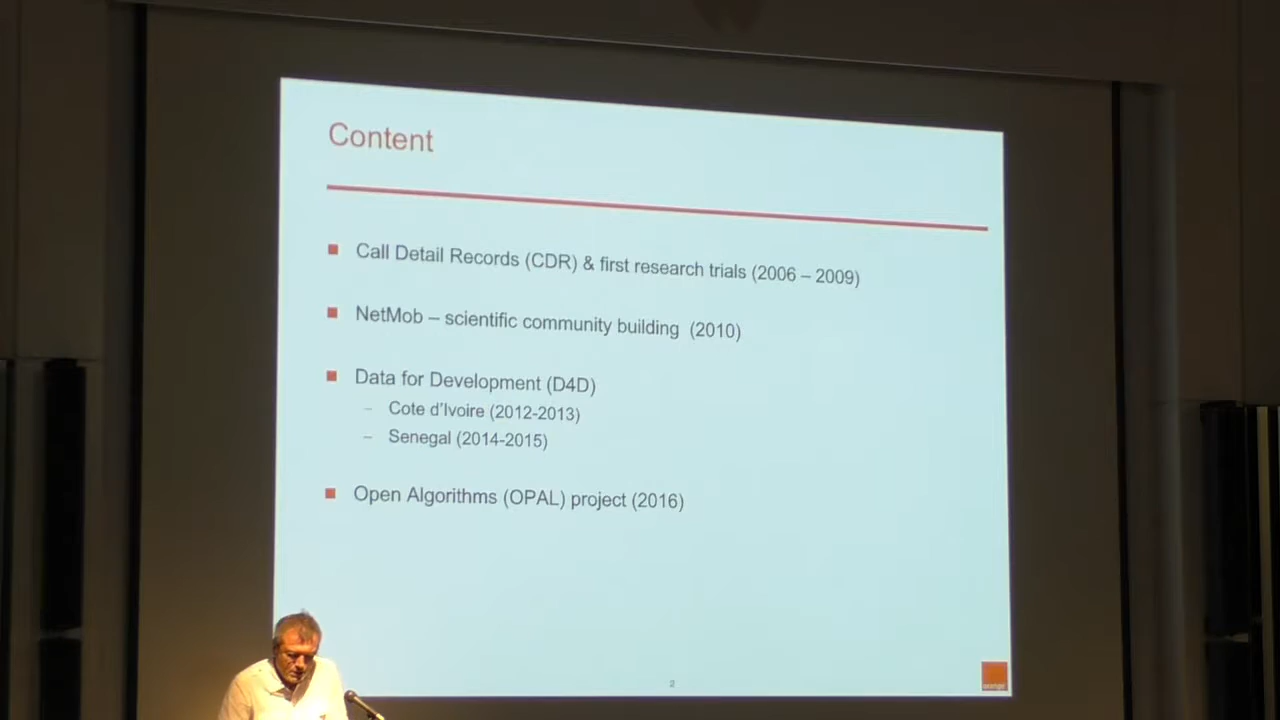 Content
Call Detail Records (CDR) & first research trials (2006 – 2009)
NetMob – scientific community building (2010)
Data for Development (D4D)
– Cote d'Ivoire (2012-2013)
– Senegal (2014-2015)
Open Algorithms (OPAL) project (2016)
2
orange